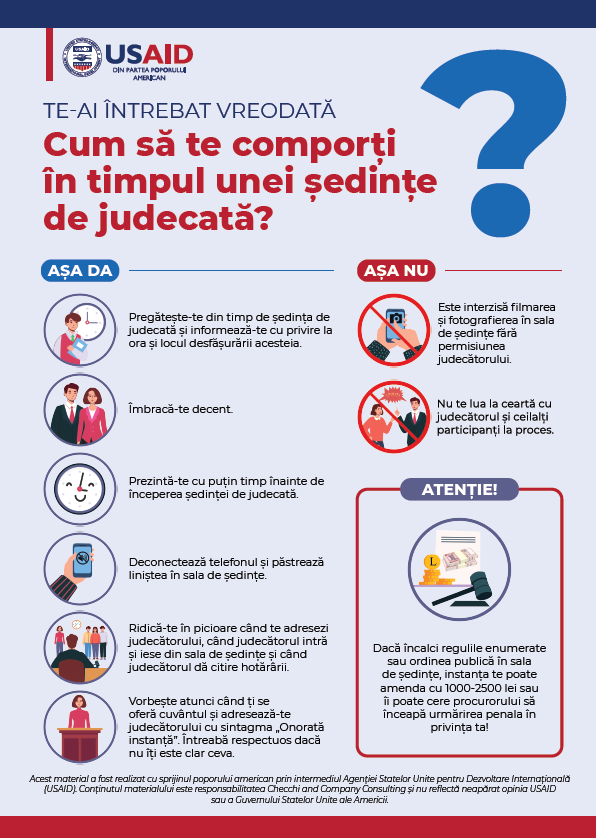 USAID
DIN PARTEA POPORULUI
AMERICAN
TE-AI ÎNTREBAT VREODATĂ
Cum să te comporți
în timpul unei ședințe
de judecată?
?
AȘA DA
Pregătește-te din timp de ședința de
judecată și informează-te cu privire la
ora și locul desfășurării acesteia.
Îmbracă-te decent.
Prezintă-te cu puțin timp înainte de
începerea ședinței de judecată.
Deconectează telefonul și păstrează
liniștea în sala de ședințe.
Ridică-te în picioare când te adresezi
judecătorului, când judecătorul intră
și iese din sala de ședințe și când
judecătorul dă citire hotărârii.
Vorbește atunci când ți se
oferă cuvântul și adresează-te
judecătorului cu sintagma „Onorată
instanță”. Întreabă respectuos dacă
nu îți este clar ceva.
AȘA NU
Este interzisă filmarea
și fotografierea în sala
de ședințe fără
permisiunea
judecătorului.
Nu te lua la ceartă cu
judecătorul și ceilalți
participanți la proces.
ATENȚIE!
L
Dacă încalci regulile enumerate
sau ordinea publică în sala
de ședințe, instanța te poate
amenda cu 1000-2500 lei sau
îi poate cere procurorului să
înceapă urmărirea penala în
privința ta!
Acest material a fost realizat cu sprijinul poporului american prin intermediul Agenției Statelor Unite pentru Dezvoltare Internațională
(USAID). Conținutul materialului este responsabilitatea Checchi and Company Consulting și nu reflectă neapărat opinia USAID
sau a Guvernului Statelor Unite ale Americii.